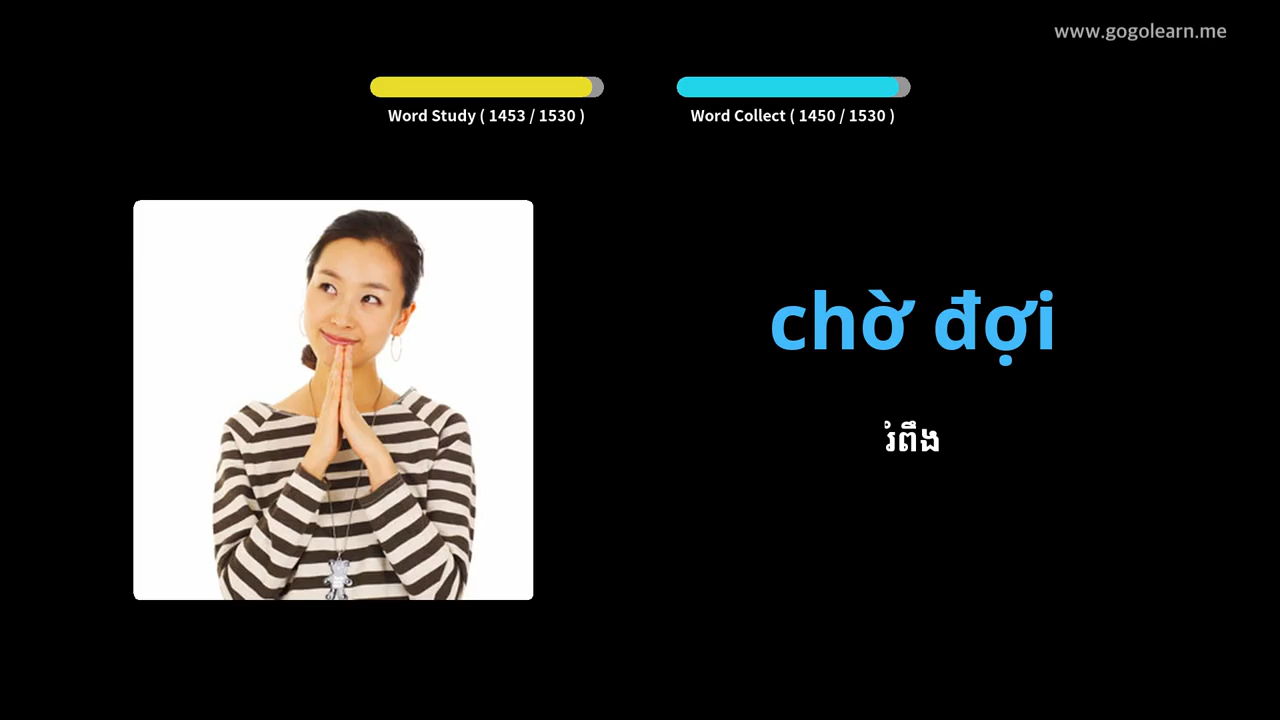 www.gogolearn.me
Word Study ( 1453 / 1530 )
Word Collect ( 1450 / 1530 )
chờ đợi
រំពឹង